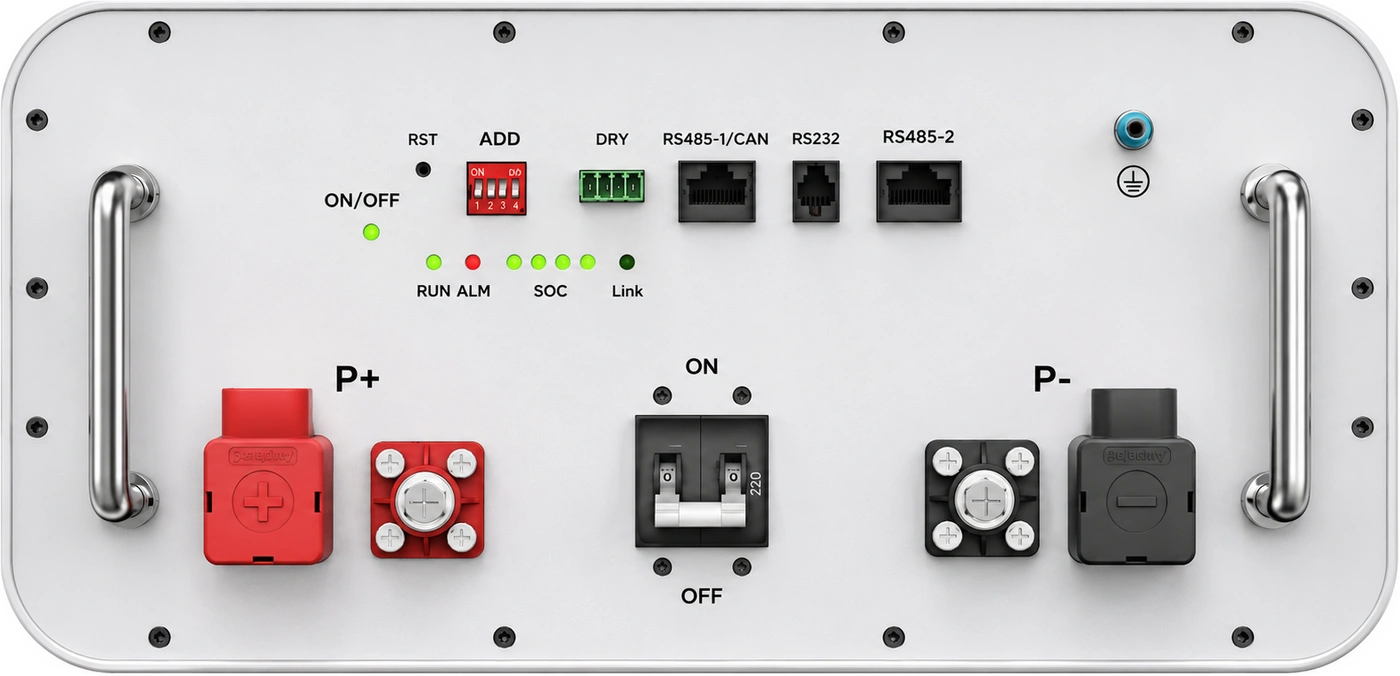 RST
ADD
DRY
RS485-1/CAN
RS232
RS485-2
ON
1 2 3 4
ON/OFF
RUN
ALM
SOC
Link
P+
ON
P-
220
OFF